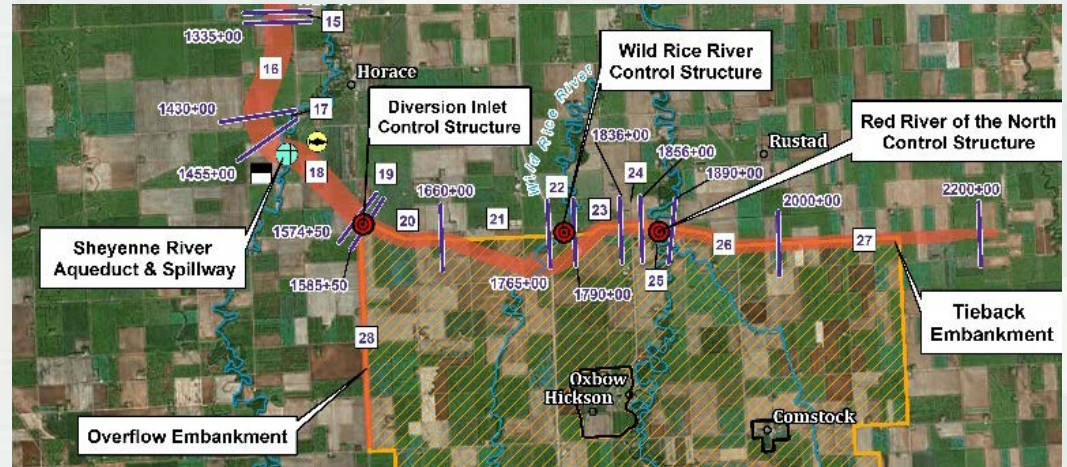 15
1335+00
16
Horace
1430+00
17
1455+00
18
Diversion Inlet
Control Structure
Wild Rice River
Control Structure
Wild Rice River
Red River of the North
Control Structure
Rustad
1836+00
1856+00
1890+00
2200+00
2000+00
19
1660+00
20
21
22
23
24
25
26
27
1574+50
1585+50
1765+00
1790+00
Sheyenne River
Aqueduct & Spillway
Tieback
Embankment
28
Oxbow
Hickson
Comstock
Overflow Embankment